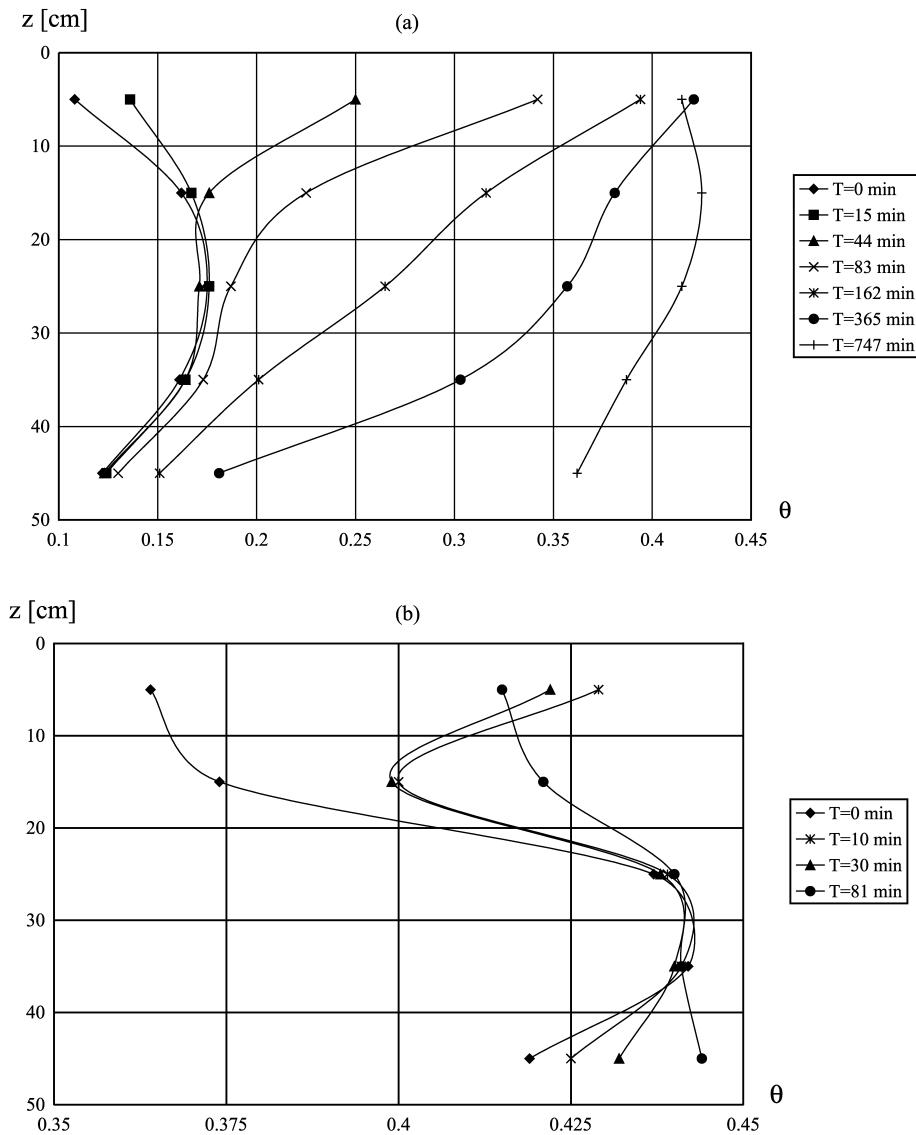 z [cm]
(a)
0
10
20
30
40
50
0.1 0.15 0.2 0.25 0.3 0.35 0.4 0.45
θ
T=0 min
T=15 min
T=44 min
T=83 min
T=162 min
T=365 min
T=747 min
z [cm]
(b)
0
10
20
30
40
50
0.35 0.375 0.4 0.425 0.45
θ
T=0 min
T=10 min
T=30 min
T=81 min